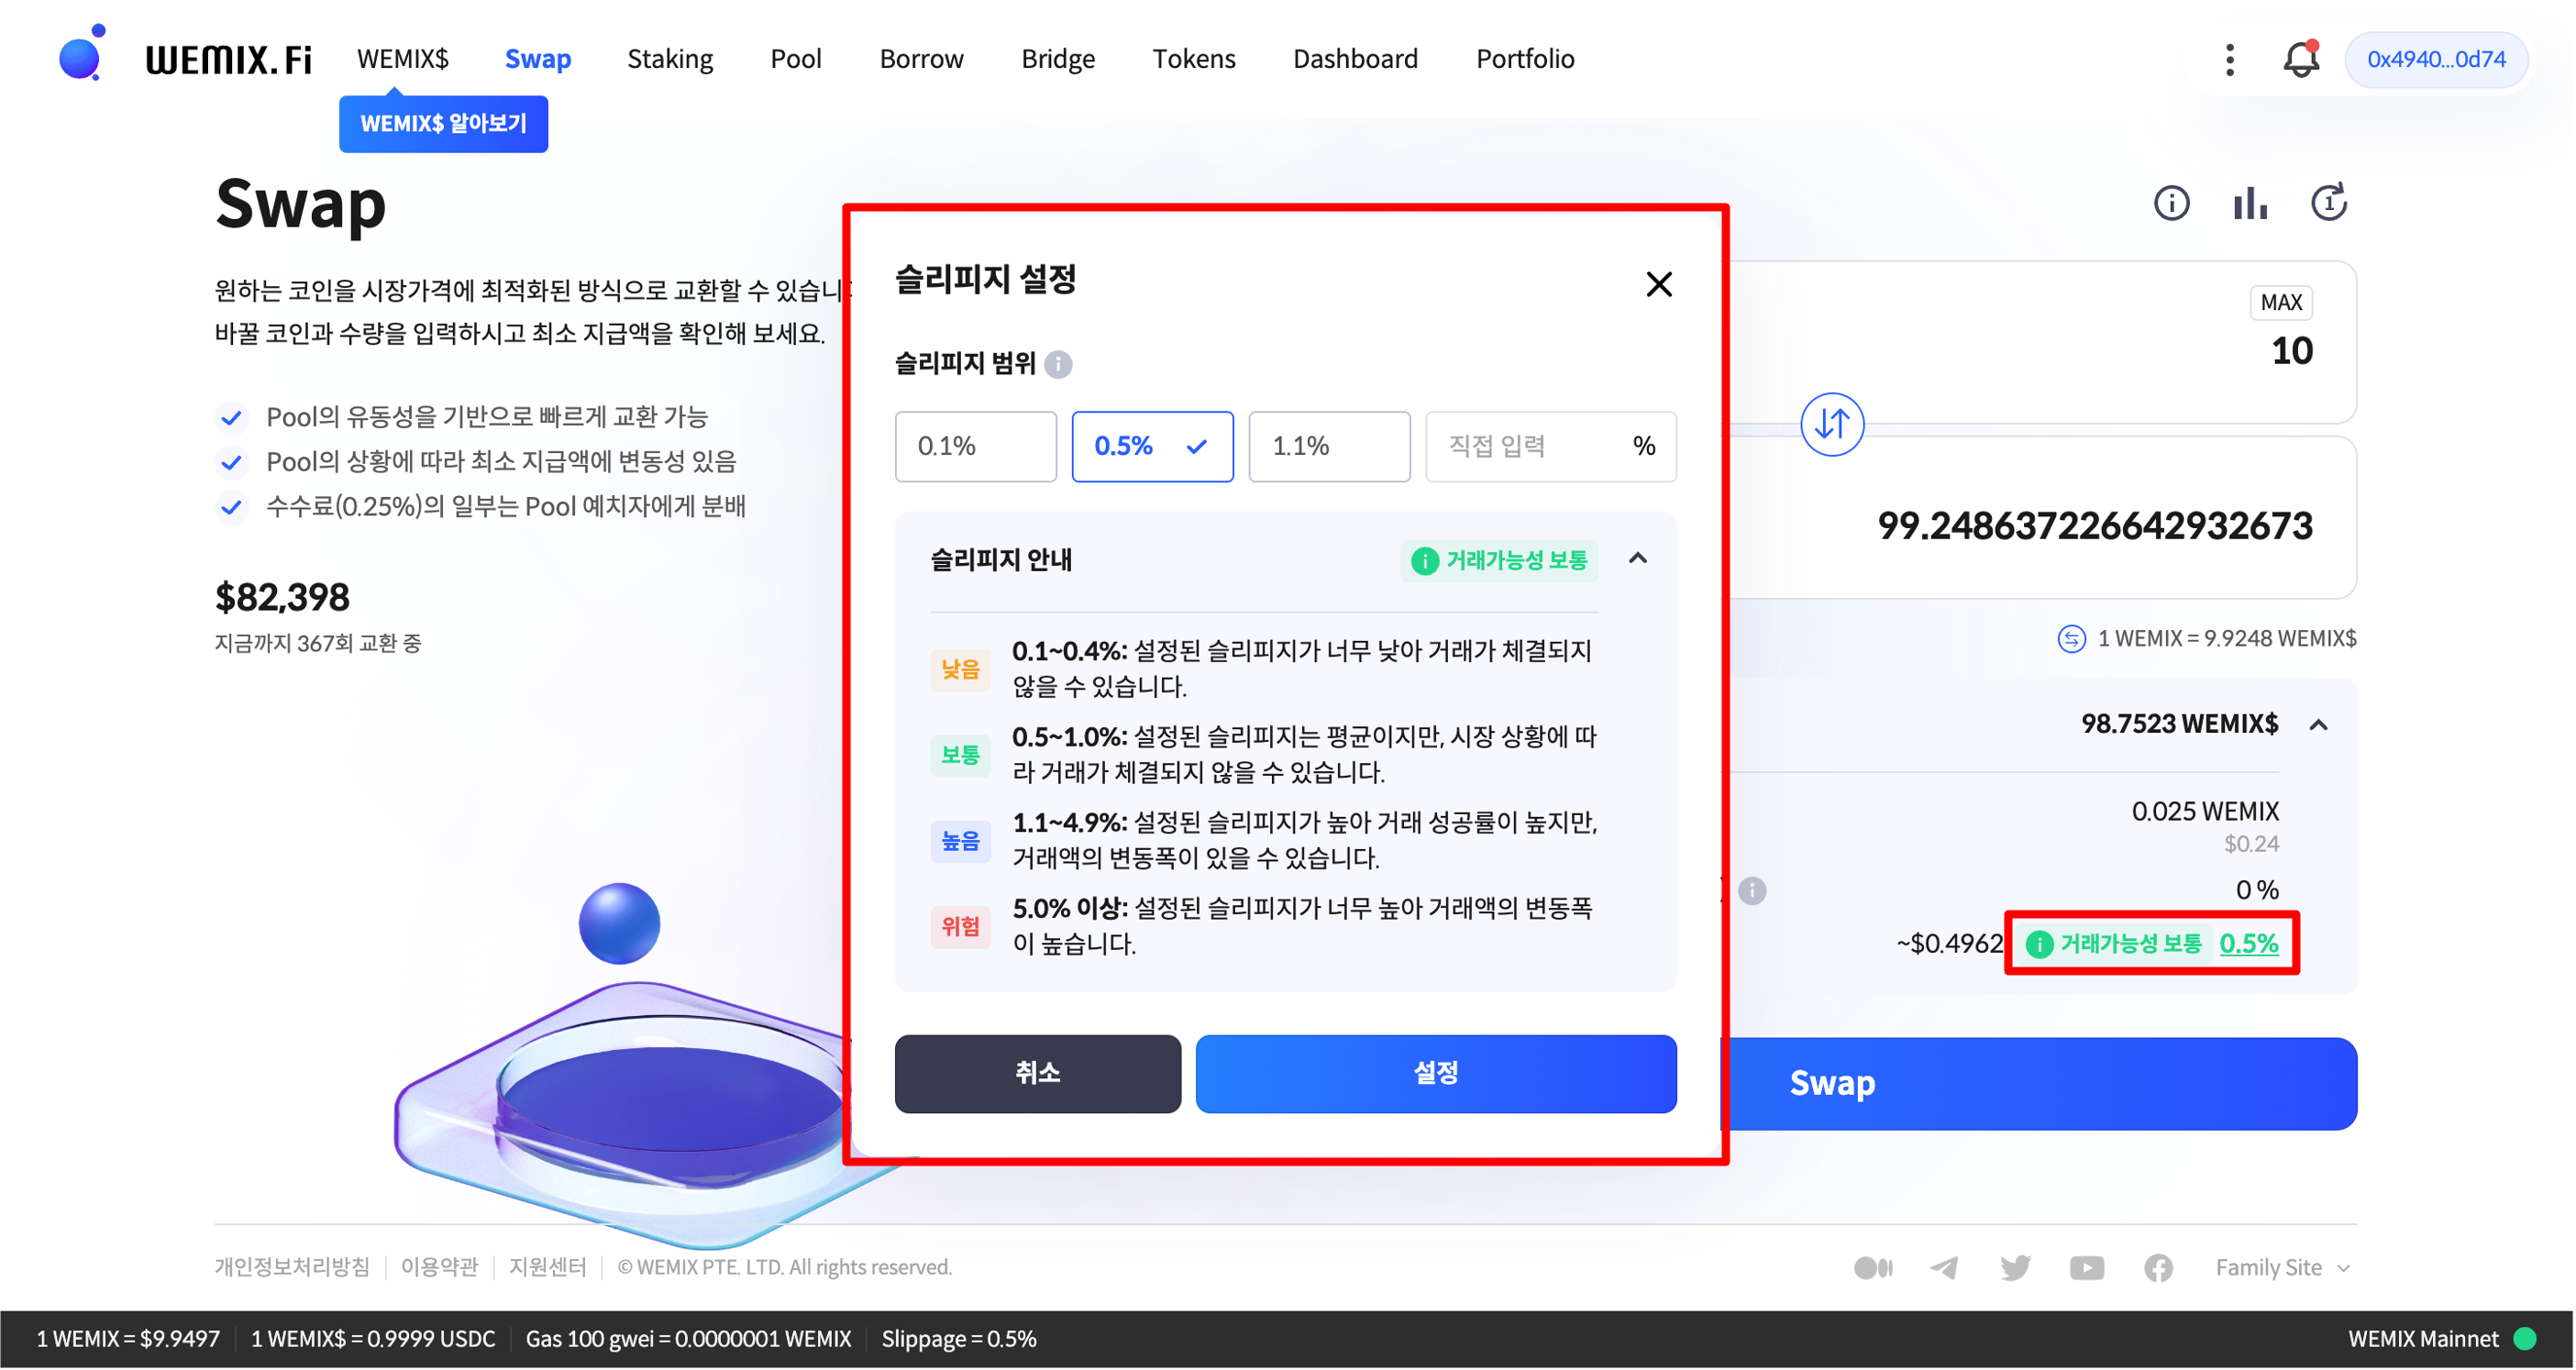 WEMIX.Fi
WEMIX$ Swap Staking Pool Borrow Bridge Tokens Dashboard Portfolio
0x4940...0d74
WEMIX$ 알아보기
Swap
원하는 코인을 시장가격에 최적화된 방식으로 교환할 수 있습니
바꿀 코인과 수량을 입력하시고 최소 지급액을 확인해 보세요.
Pool의 유동성을 기반으로 빠르게 교환 가능
Pool의 상황에 따라 최소 지급액에 변동성 있음
수수료(0.25%)의 일부는 Pool 예치자에게 분배
$82,398
지금까지 367회 교환 중
슬리피지 설정
슬리피지 범위
0.1% 0.5% 1.1% 직접 입력 %
슬리피지 안내 거래가능성 보통
낮음 0.1~0.4%: 설정된 슬리피지가 너무 낮아 거래가 체결되지
않을 수 있습니다.
보통 0.5~1.0%: 설정된 슬리피지는 평균이지만, 시장 상황에 따
라 거래가 체결되지 않을 수 있습니다.
높음 1.1~4.9%: 설정된 슬리피지가 높아 거래 성공률이 높지만,
거래액의 변동폭이 있을 수 있습니다.
위험 5.0% 이상: 설정된 슬리피지가 너무 높아 거래액의 변동폭
이 높습니다.
취소 설정
1
MAX
10
99.248637226642932673
1 WEMIX = 9.9248 WEMIX$
98.7523 WEMIX$
0.025 WEMIX
$0.24
0 %
~$0.4962 거래가능성 보통 0.5%
Swap
개인정보처리방침 이용약관 지원센터 © WEMIX PTE. LTD. All rights reserved.
Family Site
1 WEMIX = $9.9497 1 WEMIX$ = 0.9999 USDC Gas 100 gwei = 0.0000001 WEMIX Slippage = 0.5%
WEMIX Mainnet